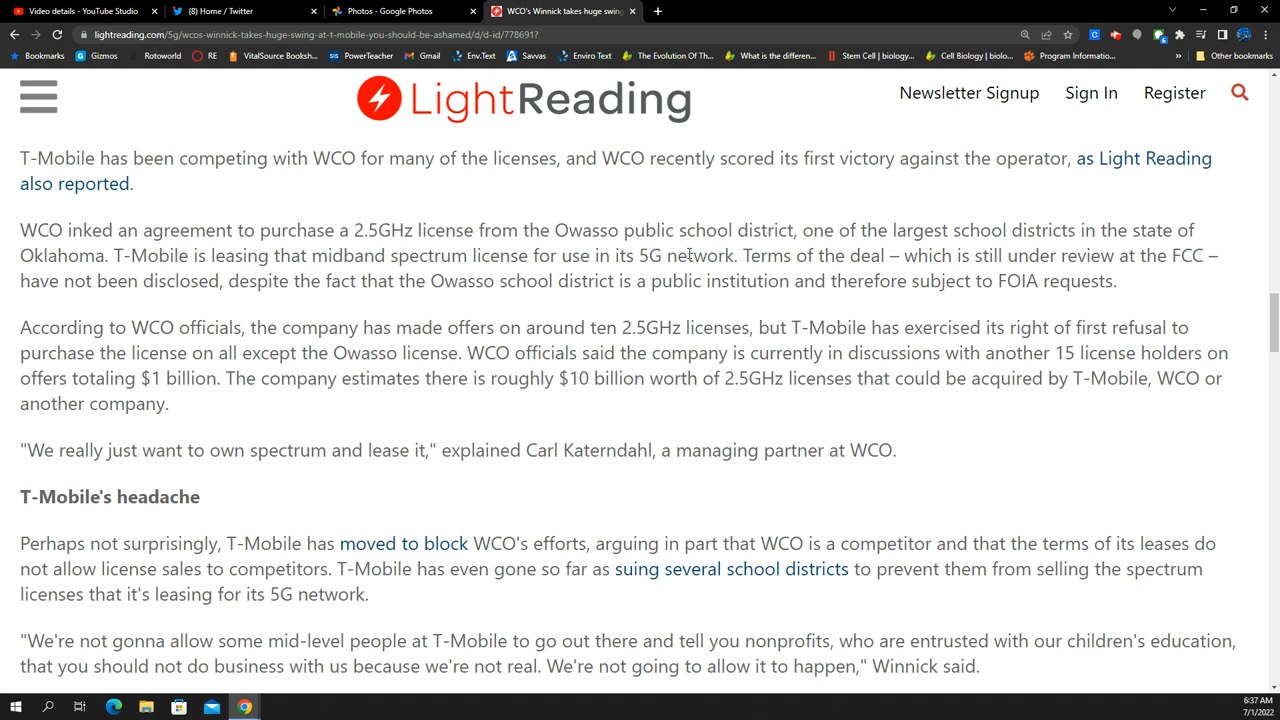 Video details - YouTube Studio
(8) Home / Twitter
Photos - Google Photos
WCO's Winnick takes huge swing
lightreading.com/5g/wcos-winnick-takes-huge-swing-at-t-mobile-you-should-be-ashamed/d/d-id/778691?
Bookmarks Gizmos Rotoworld RE VitalSource Booksh... PowerTeacher Gmail Env.Text Savvas Enviro Text The Evolution Of Th... What is the differen... Stem Cell | biology... Cell Biology | biolo... Program Informatio... » Other bookmarks
LightReading
Newsletter Signup Sign In Register
T-Mobile has been competing with WCO for many of the licenses, and WCO recently scored its first victory against the operator, as Light Reading
also reported.
WCO inked an agreement to purchase a 2.5GHz license from the Owasso public school district, one of the largest school districts in the state of
Oklahoma. T-Mobile is leasing that midband spectrum license for use in its 5G network. Terms of the deal – which is still under review at the FCC –
have not been disclosed, despite the fact that the Owasso school district is a public institution and therefore subject to FOIA requests.
According to WCO officials, the company has made offers on around ten 2.5GHz licenses, but T-Mobile has exercised its right of first refusal to
purchase the license on all except the Owasso license. WCO officials said the company is currently in discussions with another 15 license holders on
offers totaling $1 billion. The company estimates there is roughly $10 billion worth of 2.5GHz licenses that could be acquired by T-Mobile, WCO or
another company.
"We really just want to own spectrum and lease it," explained Carl Katerndahl, a managing partner at WCO.
T-Mobile's headache
Perhaps not surprisingly, T-Mobile has moved to block WCO's efforts, arguing in part that WCO is a competitor and that the terms of its leases do
not allow license sales to competitors. T-Mobile has even gone so far as suing several school districts to prevent them from selling the spectrum
licenses that it's leasing for its 5G network.
"We're not gonna allow some mid-level people at T-Mobile to go out there and tell you nonprofits, who are entrusted with our children's education,
that you should not do business with us because we're not real. We're not going to allow it to happen," Winnick said.
6:37 AM
7/1/2022